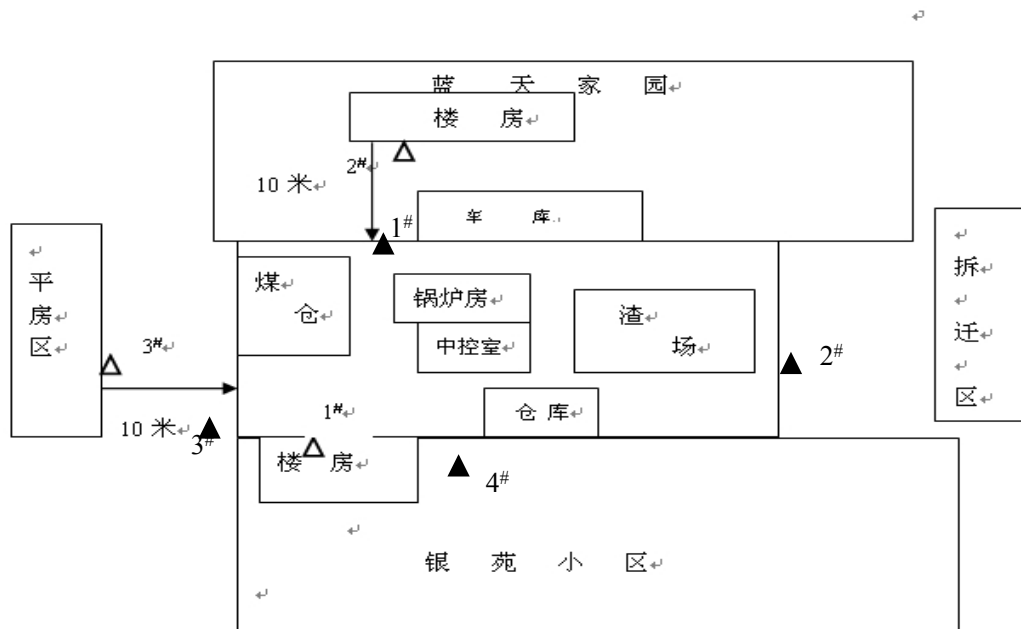 蓝 天 家 园
楼 房
2#
10 米
车 库
1#
平
房
区
煤
仓
锅炉房
渣
场
中控室
拆
迁
区
3#
2#
10 米
3#
1#
仓 库
楼 房
4#
银 苑 小 区